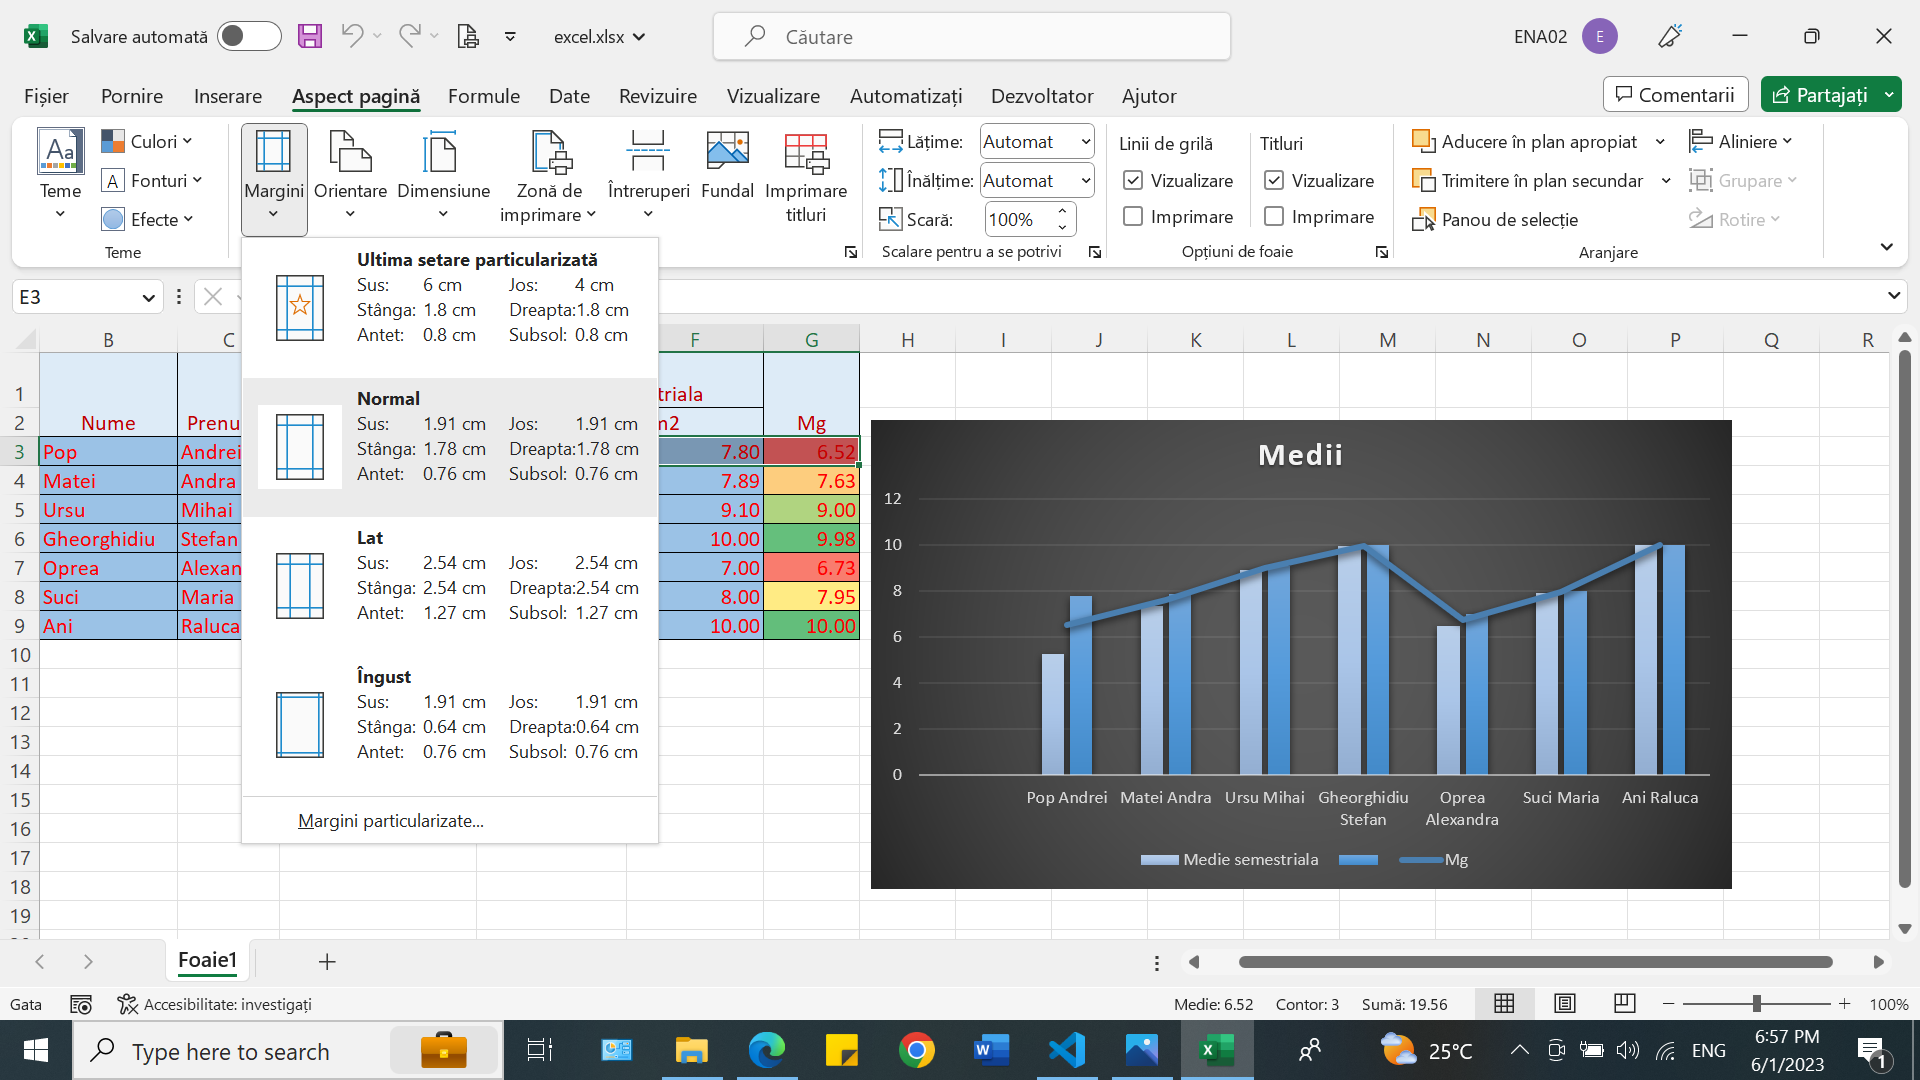 Salvare automată
excel.xlsx
Căutare
ENA02
E
Fișier Pornire Inserare Aspect pagină Formule Date Revizuire Vizualizare Automatizați Dezvoltator Ajutor
Comentarii
Partajați
Aa
Teme
Culori
A Fonturi
Efecte
Teme
Margini
Orientare
Dimensiune
Zonă de imprimare
Întreruperi
Fundal
Imprimare titluri
Lățime: Automat
Înălțime: Automat
Scară: 100%
Scalare pentru a se potrivi
Linii de grilă
Vizualizare
Imprimare
Titluri
Vizualizare
Imprimare
Opțiuni de foaie
Aducere în plan apropiat
Trimitere în plan secundar
Panou de selecție
Aliniere
Grupare
Rotire
Aranjare
E3
Ultima setare particularizată
Sus: 6 cm Jos: 4 cm
Stânga: 1.8 cm Dreapta:1.8 cm
Antet: 0.8 cm Subsol: 0.8 cm
Normal
Sus: 1.91 cm Jos: 1.91 cm
Stânga: 1.78 cm Dreapta:1.78 cm
Antet: 0.76 cm Subsol: 0.76 cm
Lat
Sus: 2.54 cm Jos: 2.54 cm
Stânga: 2.54 cm Dreapta:2.54 cm
Antet: 1.27 cm Subsol: 1.27 cm
Îngust
Sus: 1.91 cm Jos: 1.91 cm
Stânga: 0.64 cm Dreapta:0.64 cm
Antet: 0.76 cm Subsol: 0.76 cm
Margini particularizate...
B C F G H I J K L M N O P Q R
1 triala
2 Nume Prenu m2 Mg
3 Pop Andrei 7.80 6.52
4 Matei Andra 7.89 7.63
5 Ursu Mihai 9.10 9.00
6 Gheorghidiu Stefan 10.00 9.98
7 Oprea Alexan 7.00 6.73
8 Suci Maria 8.00 7.95
9 Ani Raluca 10.00 10.00
10
11
12
13
14
15
16
17
18
19
Medii
12
10
8
6
4
2
0
Pop Andrei Matei Andra Ursu Mihai Gheorghidiu Stefan Oprea Alexandra Suci Maria Ani Raluca
Medie semestriala Mg
Foaie1
Gata
Accesibilitate: investigați
Medie: 6.52 Contor: 3 Sumă: 19.56
100%
Type here to search
25°C
ENG
6:57 PM
6/1/2023
1